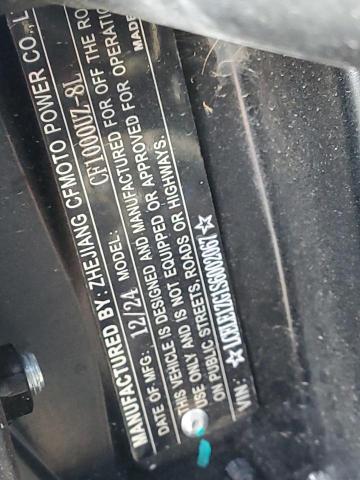 MANUFACTURED BY: ZHEJIANG CFMOTO POWER CO., L
DATE OF MFG: 12/24 MODEL: CF1000UZ-8L MADE
THIS VEHICLE IS DESIGNED AND MANUFACTURED FOR OFF THE RO
USE ONLY AND IS NOT EQUIPPED OR APPROVED FOR OPERATION
ON PUBLIC STREETS, ROADS OR HIGHWAYS.
VIN: